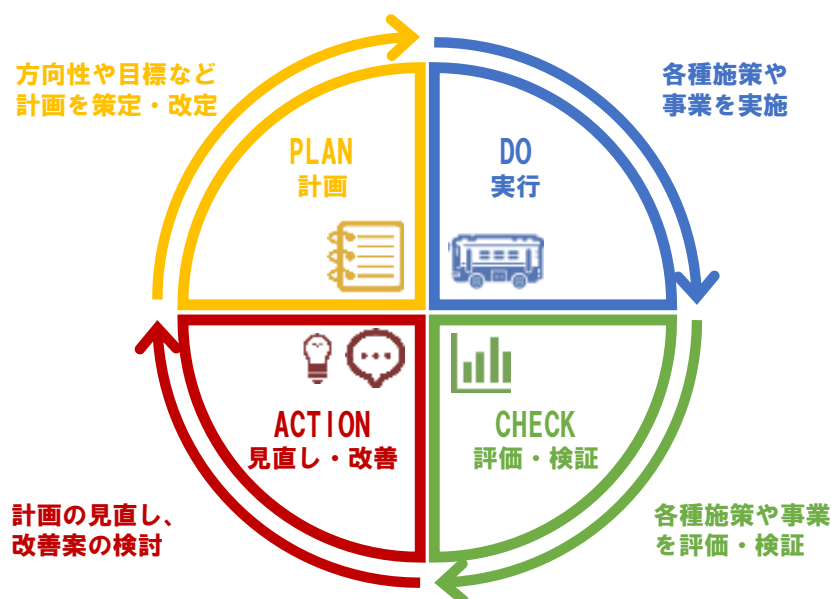 方向性や目標など
計画を策定・改定
PLAN
計画
各種施策や
事業を実施
DO
実行
CHECK
評価・検証
各種施策や事業
を評価・検証
ACTION
見直し・改善
計画の見直し、
改善案の検討